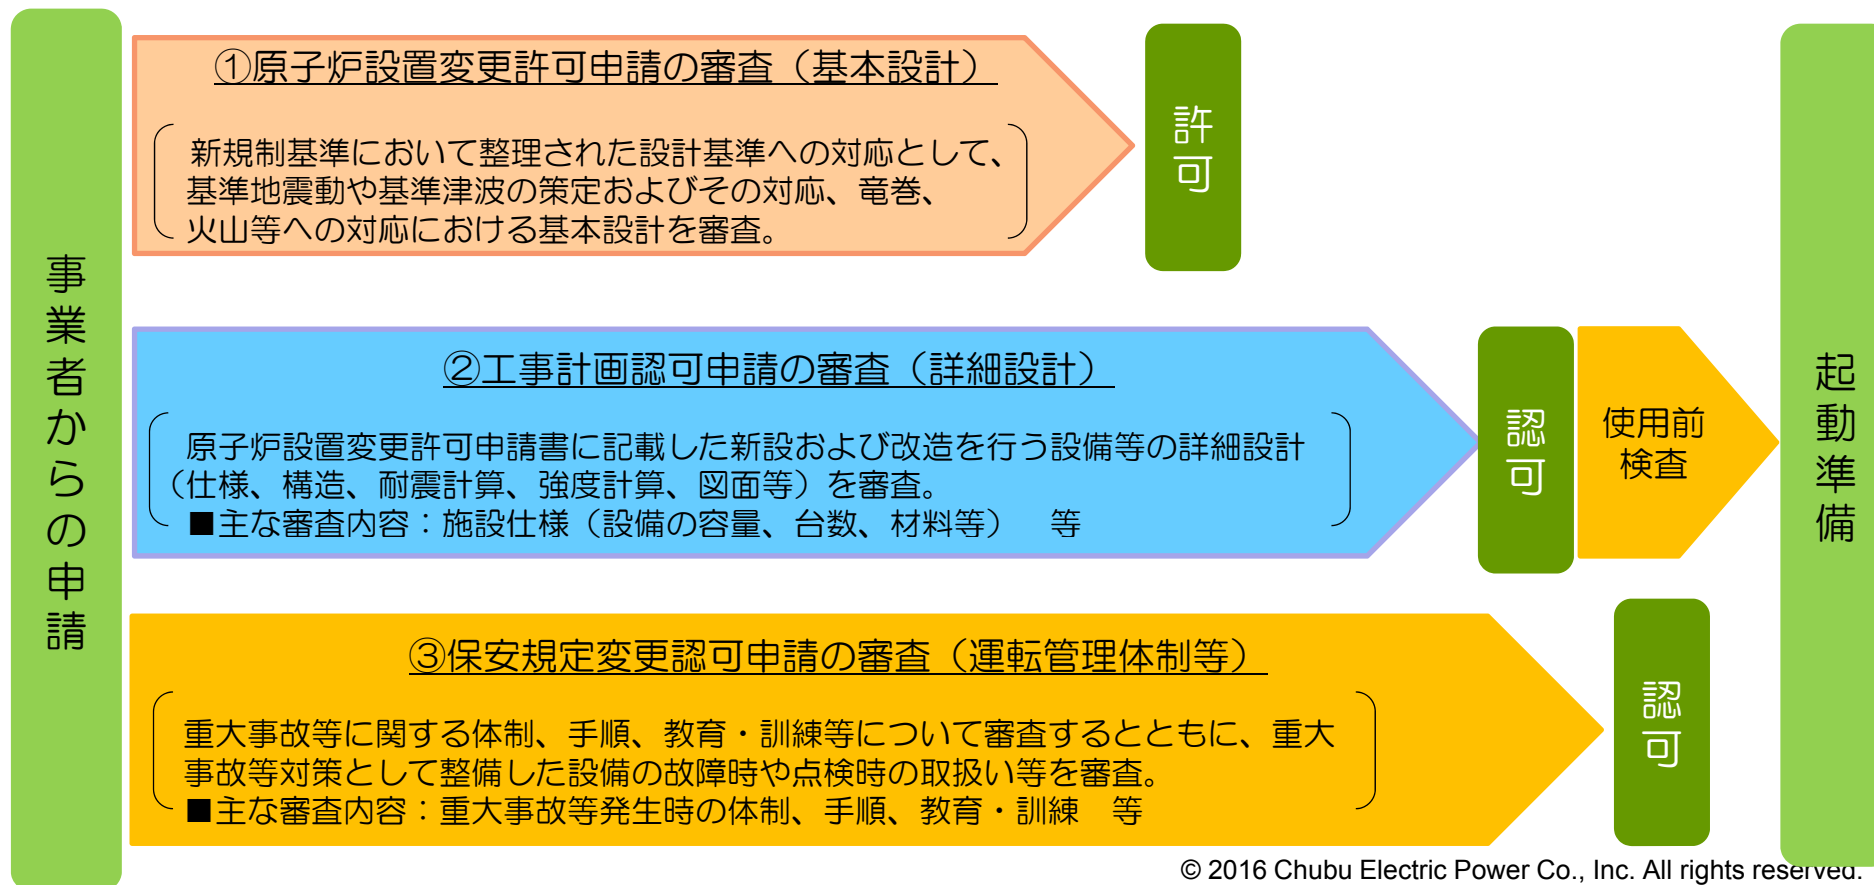 事業者からの申請
①原子炉設置変更許可申請の審査（基本設計）
新規制基準において整理された設計基準への対応として、
基準地震動や基準津波の策定およびその対応、竜巻、
火山等への対応における基本設計を審査。
許可
②工事計画認可申請の審査（詳細設計）
原子炉設置変更許可申請書に記載した新設および改造を行う設備等の詳細設計
（仕様、構造、耐震計算、強度計算、図面等）を審査。
■主な審査内容：施設仕様（設備の容量、台数、材料等）　等
認可
使用前
検査
③保安規定変更認可申請の審査（運転管理体制等）
重大事故等に関する体制、手順、教育・訓練等について審査するとともに、重大
事故等対策として整備した設備の故障時や点検時の取扱い等を審査。
■主な審査内容：重大事故等発生時の体制、手順、教育・訓練　等
認可
起動準備
© 2016 Chubu Electric Power Co., Inc. All rights reserved.